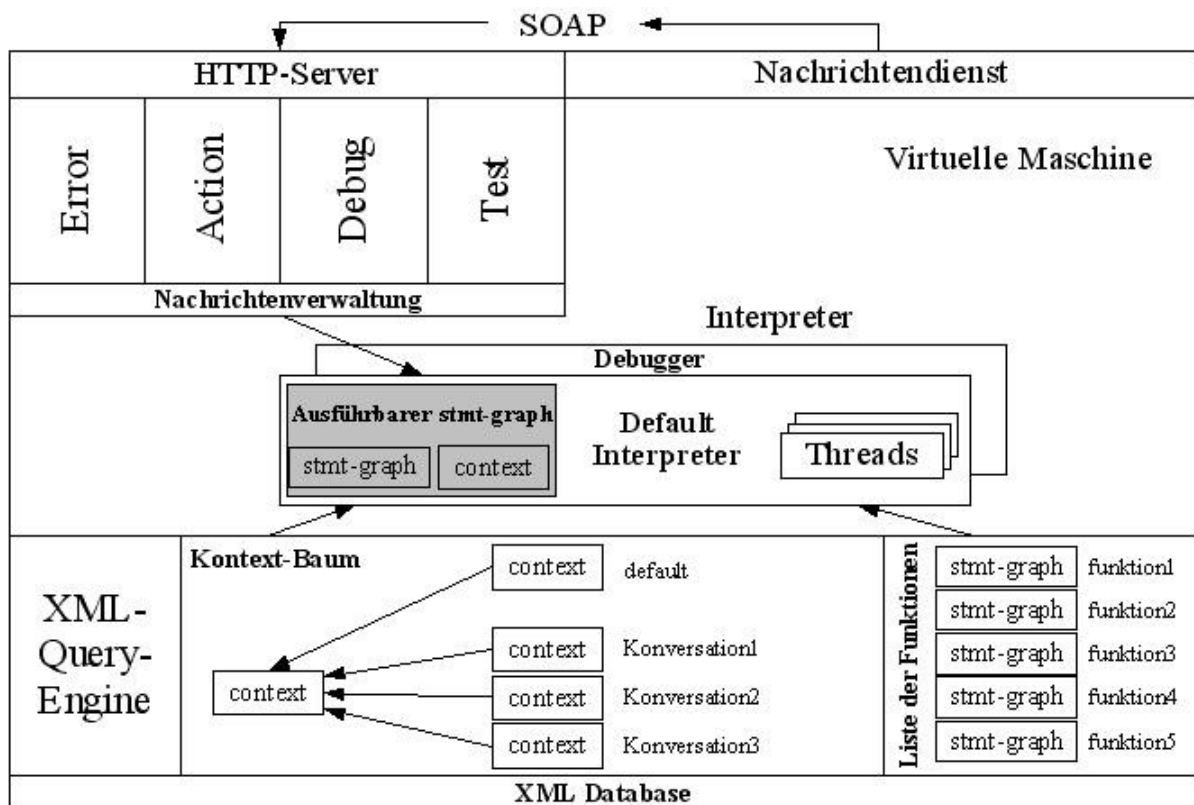 SOAP
HTTP-Server
Nachrichtendienst
Error
Action
Debug
Test
Virtuelle Maschine
Nachrichtenverwaltung
Interpreter
Debugger
Ausführbarer stmt-graph
stmt-graph
context
Default
Interpreter
Threads
XML-
Query-
Engine
Kontext-Baum
context
context
default
context
Konversation1
context
Konversation2
context
Konversation3
Liste der Funktionen
stmt-graph
funktion1
stmt-graph
funktion2
stmt-graph
funktion3
stmt-graph
funktion4
stmt-graph
funktion5
XML Database